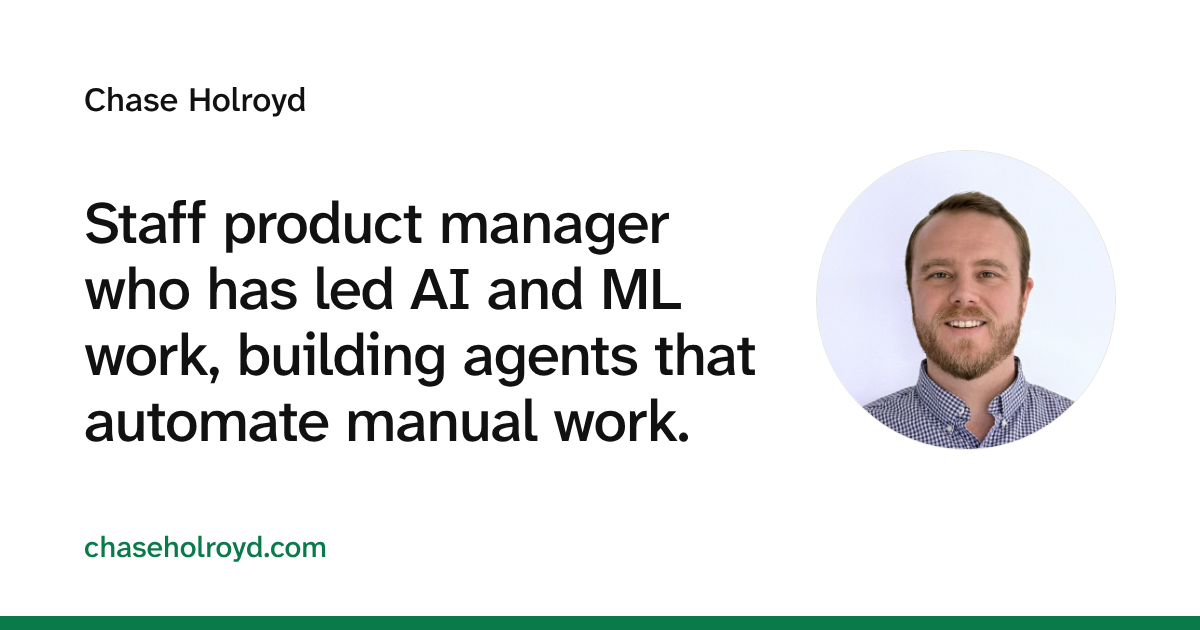 Chase Holroyd
Staff product manager
who has led AI and ML
work, building agents that
automate manual work.
chaseholroyd.com